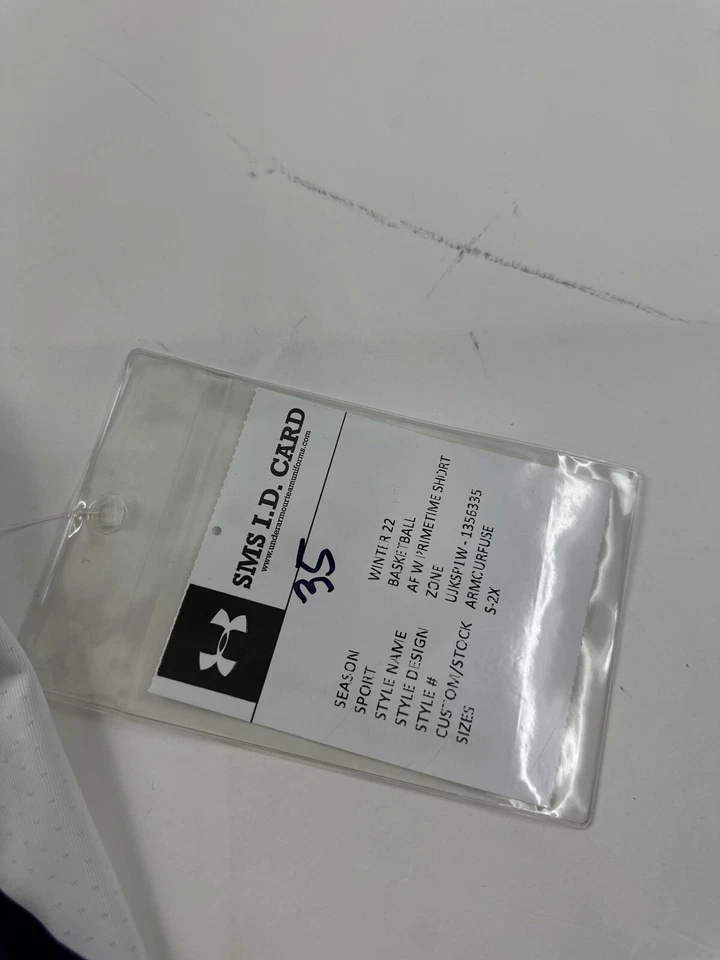 SMS I.D. CARD
www.underarmourteamuniforms.com
35
SEASON WINTER 22
SPORT BASKETBALL
STYLE NAME AF W PRIMETIME SHORT
STYLE DESIGN ZONE
STYLE # UJKSP1W - 1356335
CUSTOM/STOCK ARMOURFUSE
SIZES S-2X